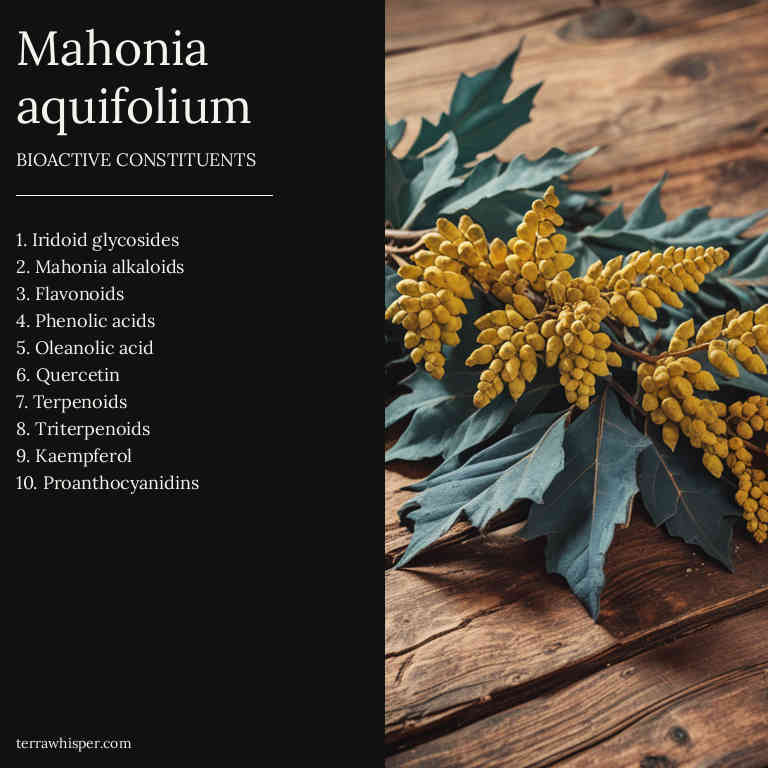 Mahonia
aquifolium
BIOACTIVE CONSTITUENTS
1. Iridoid glycosides
2. Mahonia alkaloids
3. Flavonoids
4. Phenolic acids
5. Oleanolic acid
6. Quercetin
7. Terpenoids
8. Triterpenoids
9. Kaempferol
10. Proanthocyanidins
terrawhisper.com